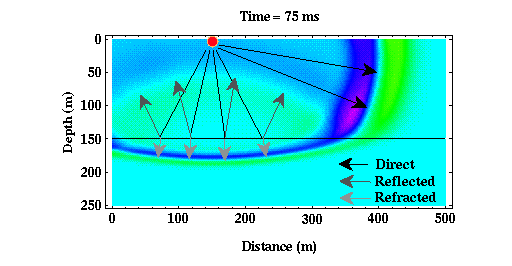 Time = 75 ms
0
50
100
150
200
250
Depth (m)
Direct
Reflected
Refracted
0 100 200 300 400 500
Distance (m)